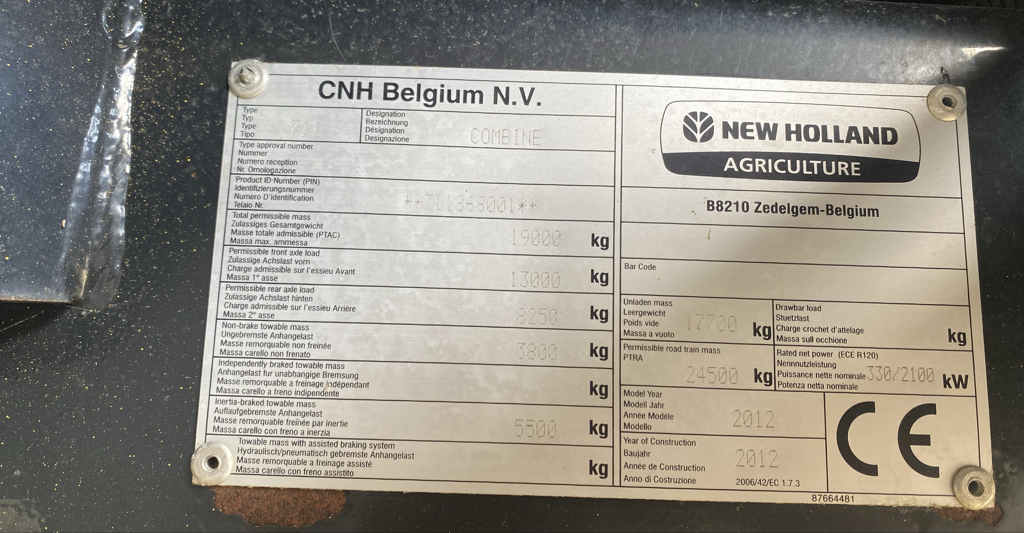 CNH Belgium N.V.
Type
Typ
Type
Tipo
Designation
Bezeichnung
Désignation
Designazione
COMBINE
Type approval number
Nummer
Numero reception
Nr. Omologazione
Product ID Number (PIN)
Identifizierungsnummer
Numero D'identification
Telaio Nr.
Total permissible mass
Zulassiges Gesamtgewicht
Masse totale admissible (PTAC)
Massa max. ammessa
19000 kg
Permissible front axle load
Zulassige Achslast vorn
Charge admissible sur l'essieu Avant
Massa 1° asse
13000 kg
Permissible rear axle load
Zulassige Achslast hinten
Charge admissible sur l'essieu Arrière
Massa 2° asse
8250 kg
Non-brake towable mass
Ungebremste Anhangelast
Masse remorquable non freinée
Massa carello non frenato
3800 kg
Independently braked towable mass
Anhangelast fur unabhangige Bremsung
Masse remorquable a freinage indépendant
Massa carello a freno indipendente
kg
Inertia-braked towable mass
Auflaufgebremste Anhangelast
Masse remorquable freinée par inertie
Massa carello con freno a inerzia
5500 kg
Towable mass with assisted braking system
Hydraulisch/pneumatisch gebremste Anhangelast
Masse remorquable a freinage assisté
Massa carello con freno assistito
kg
NEW HOLLAND
AGRICULTURE
B8210 Zedelgem-Belgium
Bar Code
Unladen mass
Leergewicht
Poids vide
Massa a vuoto
17700 kg
Drawbar load
Stuetzlast
Charge crochet d'attelage
Massa sull occhione
kg
Permissible road train mass
PTRA
24500 kg
Rated net power (ECE R120)
Nennnutzleistung
Puissance nette nominale
Potenza netta nominale
330/2100 kW
Model Year
Modell Jahr
Année Modèle
Modello
2012
Year of Construction
Baujahr
Année de Construction
Anno di Costruzione
2012
2006/42/EC 1.7.3
CE
87664481